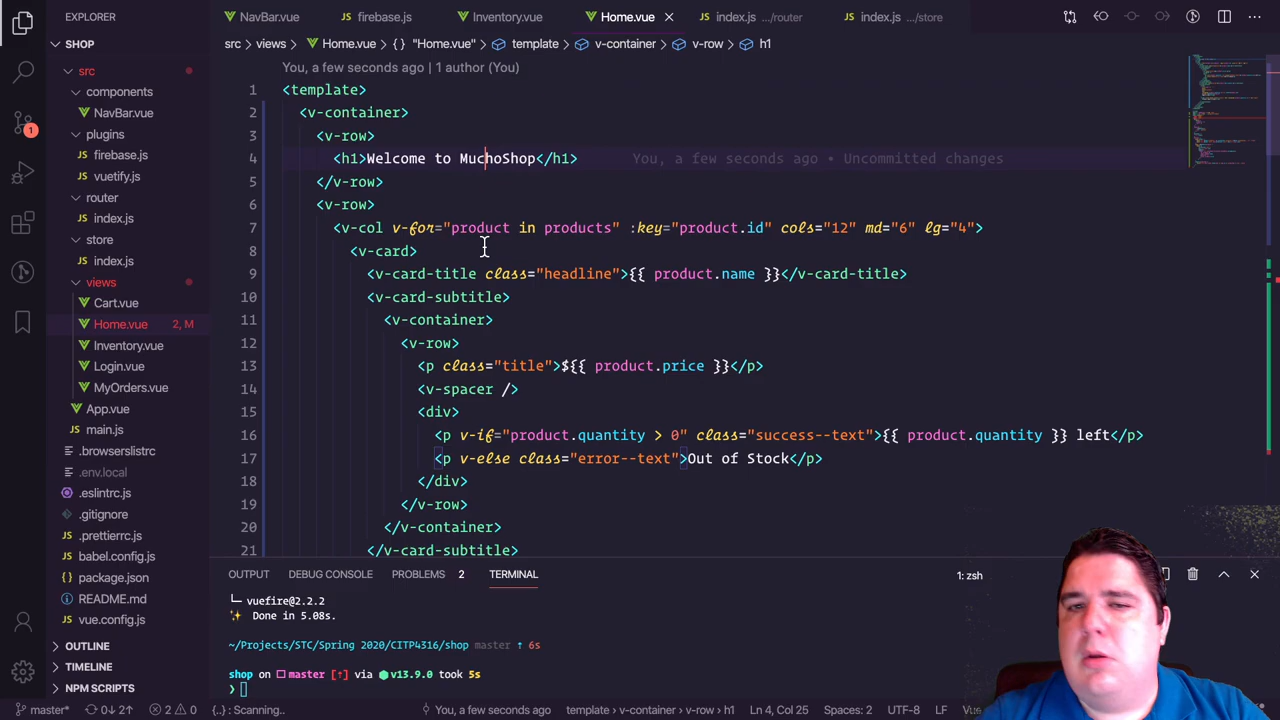 NavBar.vue
firebase.js
Inventory.vue
Home.vue
index.js .../router
index.js .../store
SHOP
src
components
NavBar.vue
plugins
firebase.js
vuetify.js
router
index.js
store
index.js
views
Cart.vue
Home.vue 2, M
Inventory.vue
Login.vue
MyOrders.vue
App.vue
main.js
.browserslistrc
.env.local
.eslintrc.js
.gitignore
.prettierrc.js
babel.config.js
package.json
README.md
vue.config.js
OUTLINE
TIMELINE
NPM SCRIPTS
1
src > views > Home.vue > {} "Home.vue" > template > v-container > v-row > h1
You, a few seconds ago | 1 author (You)
1 <template>
2 <v-container>
3 <v-row>
4 <h1>Welcome to MuchoShop</h1> You, a few seconds ago • Uncommitted changes
5 </v-row>
6 <v-row>
7 <v-col v-for="product in products" :key="product.id" cols="12" md="6" lg="4">
8 <v-card>
9 <v-card-title class="headline">{{ product.name }}</v-card-title>
10 <v-card-subtitle>
11 <v-container>
12 <v-row>
13 <p class="title">${{ product.price }}</p>
14 <v-spacer />
15 <div>
16 <p v-if="product.quantity > 0" class="success--text">{{ product.quantity }} left</p>
17 <p v-else class="error--text">Out of Stock</p>
18 </div>
19 </v-row>
20 </v-container>
21 </v-card-subtitle>
OUTPUT DEBUG CONSOLE PROBLEMS 2 TERMINAL 1: zsh
└─ vuefire@2.2.2
✨ Done in 5.08s.
~/Projects/STC/Spring 2020/CITP4316/shop master ⇡ 6s
shop on master [↑] via v13.9.0 took 5s
❯
master* 0↓ 2↑ 2 0 {..} : Scanning.. You, a few seconds ago template > v-container > v-row > h1 Ln 4, Col 25 Spaces: 2 UTF-8 LF Vue